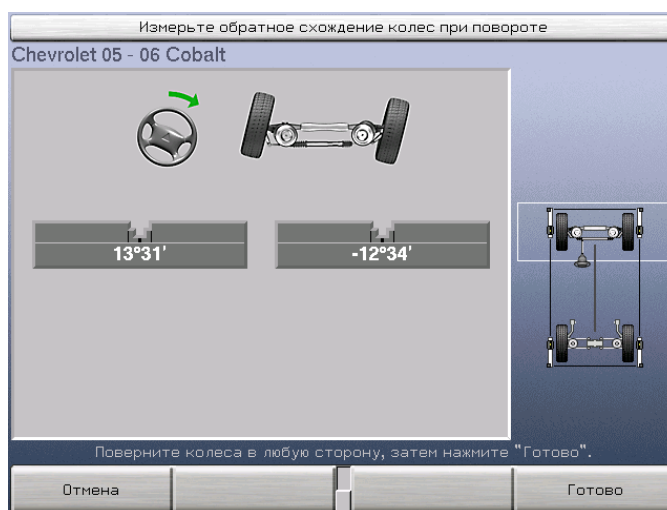 Измерьте обратное схождение колес при повороте
Chevrolet 05 - 06 Cobalt
13°31'
-12°34'
Поверните колеса в любую сторону, затем нажмите "Готово".
Отмена
Готово